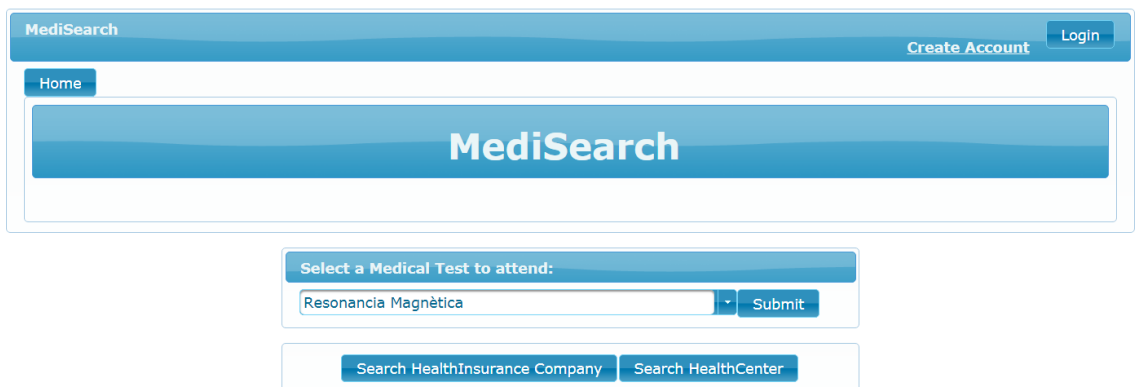 MediSearch
Create Account Login
Home
MediSearch
Select a Medical Test to attend:
Resonancia Magnètica Submit
Search HealthInsurance Company Search HealthCenter